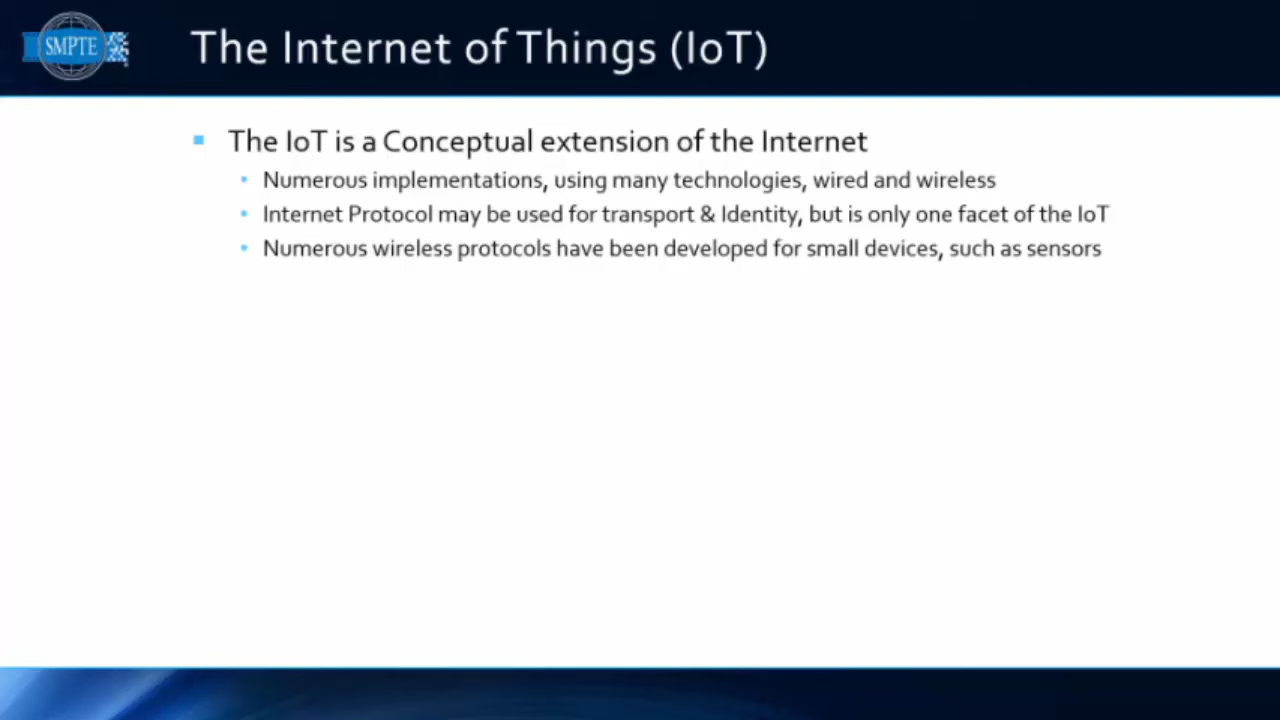 SMPTE
The Internet of Things (IoT)
The IoT is a Conceptual extension of the Internet
Numerous implementations, using many technologies, wired and wireless
Internet Protocol may be used for transport & Identity, but is only one facet of the IoT
Numerous wireless protocols have been developed for small devices, such as sensors